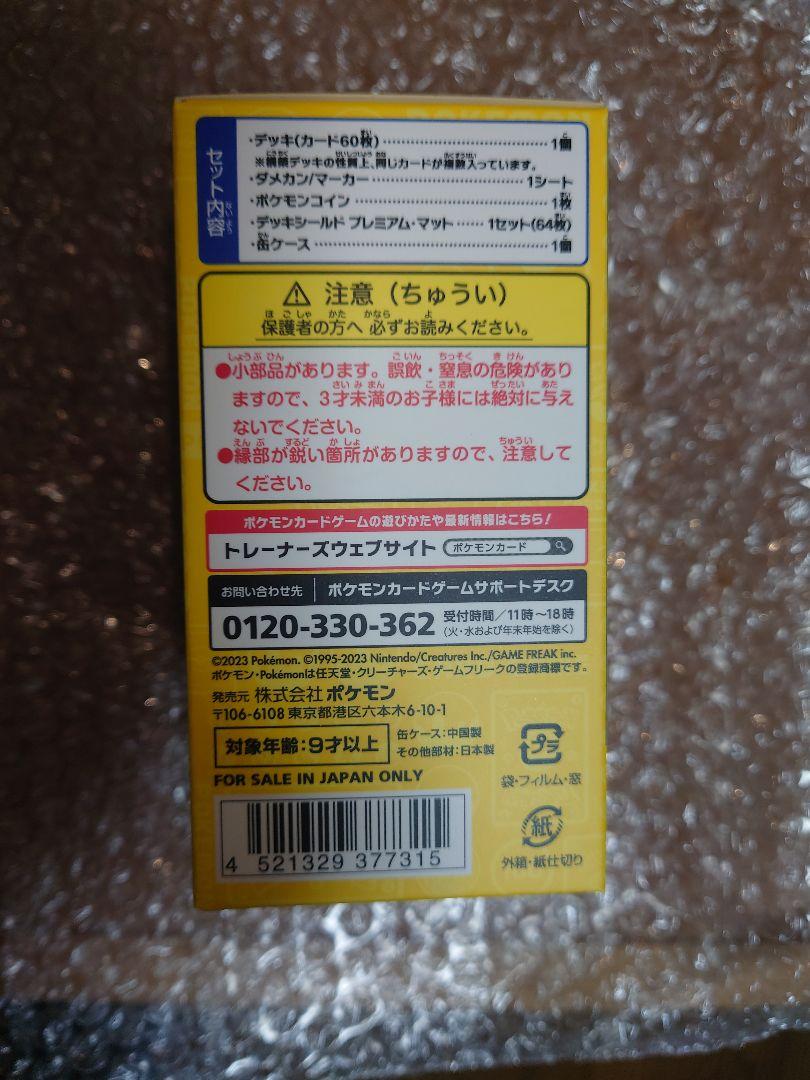 セット内容
・デッキ(カード60枚) 1個
※構築デッキの性質上、同じカードが複数入っています。
・ダメカン/マーカー 1シート
・ポケモンコイン 1枚
・デッキシールド プレミアム・マット 1セット(64枚)
・缶ケース 1個
注意(ちゅうい)
保護者の方へ 必ずお読みください。
●小部品があります。誤飲・窒息の危険があり
ますので、3才未満のお子様には絶対に与え
ないでください。
●縁部が鋭い箇所がありますので、注意して
ください。
ポケモンカードゲームの遊びかたや最新情報はこちら!
トレーナーズウェブサイト ポケモンカード
お問い合わせ先 ポケモンカードゲームサポートデスク
0120-330-362 受付時間/11時~18時
(火・水および年末年始を除く)
©2023 Pokémon. ©1995-2023 Nintendo/Creatures Inc./GAME FREAK inc.
ポケモン・Pokémonは任天堂・クリーチャーズ・ゲームフリークの登録商標です。
発売元 株式会社ポケモン
〒106-6108 東京都港区六本木6-10-1
対象年齢:9才以上
缶ケース:中国製
その他部材:日本製
プラ
袋・フィルム・窓
FOR SALE IN JAPAN ONLY
紙
外箱・紙仕切り
4 521329 377315